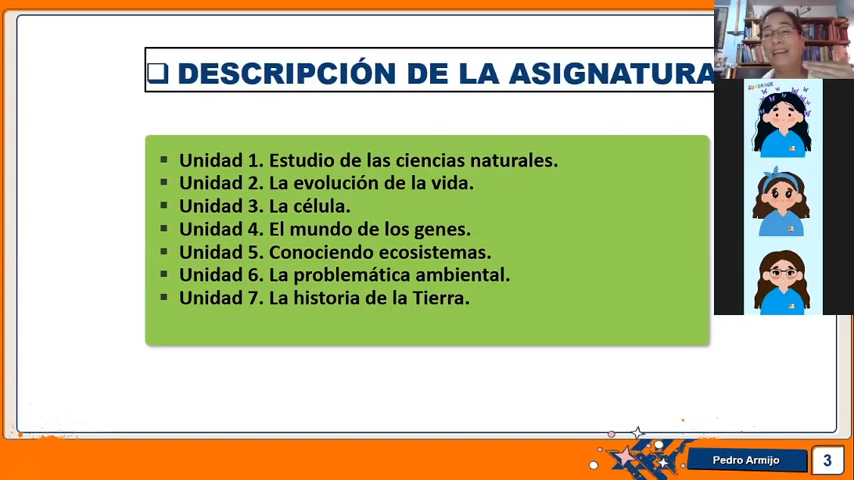 ❑ DESCRIPCIÓN DE LA ASIGNATURA
▪ Unidad 1. Estudio de las ciencias naturales.
▪ Unidad 2. La evolución de la vida.
▪ Unidad 3. La célula.
▪ Unidad 4. El mundo de los genes.
▪ Unidad 5. Conociendo ecosistemas.
▪ Unidad 6. La problemática ambiental.
▪ Unidad 7. La historia de la Tierra.
Pedro Armijo
3